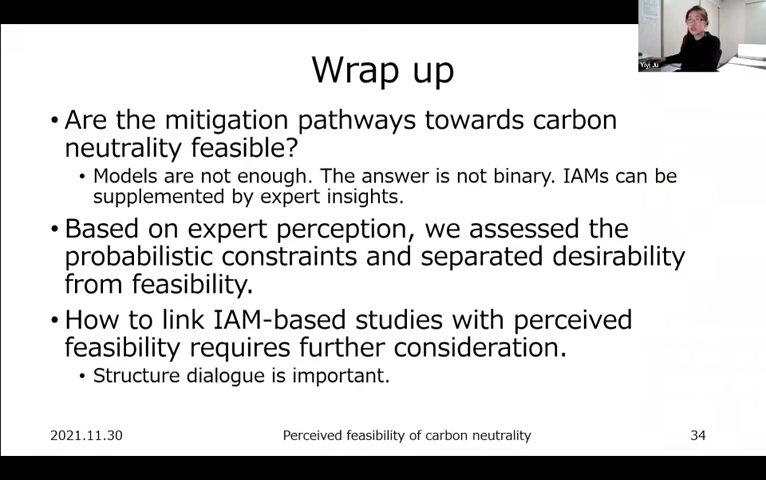 Yiyi Ju
Wrap up
• Are the mitigation pathways towards carbon
neutrality feasible?
• Models are not enough. The answer is not binary. IAMs can be
supplemented by expert insights.
• Based on expert perception, we assessed the
probabilistic constraints and separated desirability
from feasibility.
• How to link IAM-based studies with perceived
feasibility requires further consideration.
• Structure dialogue is important.
2021.11.30 Perceived feasibility of carbon neutrality 34